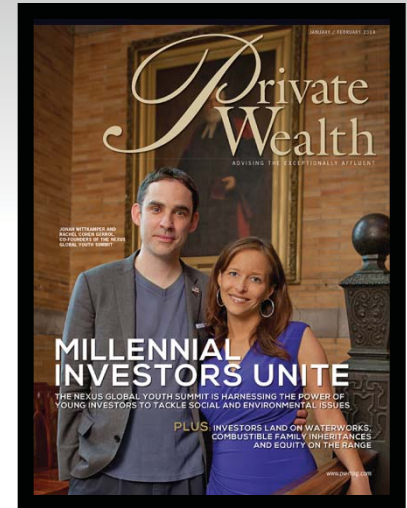 JANUARY / FEBRUARY 2014
Private
Wealth
ADVISING THE EXCEPTIONALLY AFFLUENT
JONAH WITTKAMPER AND
RACHEL COHEN GERROL,
CO-FOUNDERS OF THE NEXUS
GLOBAL YOUTH SUMMIT
MILLENNIAL
INVESTORS UNITE
THE NEXUS GLOBAL YOUTH SUMMIT IS HARNESSING THE POWER OF
YOUNG INVESTORS TO TACKLE SOCIAL AND ENVIRONMENTAL ISSUES
PLUS INVESTORS LAND ON WATERWORKS,
COMBUSTIBLE FAMILY INHERITANCES
AND EQUITY ON THE RANGE
www.pw-mag.com